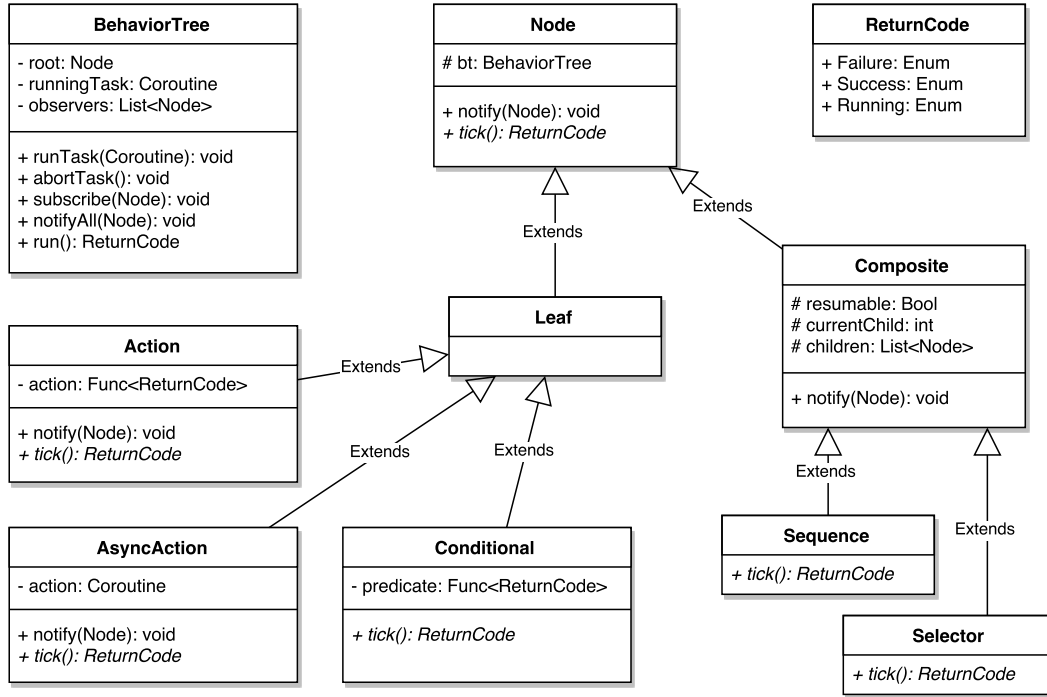 BehaviorTree
- root: Node
- runningTask: Coroutine
- observers: List<Node>
+ runTask(Coroutine): void
+ abortTask(): void
+ subscribe(Node): void
+ notifyAll(Node): void
+ run(): ReturnCode
Node
# bt: BehaviorTree
+ notify(Node): void
+ tick(): ReturnCode
ReturnCode
+ Failure: Enum
+ Success: Enum
+ Running: Enum
Extends
Extends
Leaf
Composite
# resumable: Bool
# currentChild: int
# children: List<Node>
+ notify(Node): void
Action
- action: Func<ReturnCode>
+ notify(Node): void
+ tick(): ReturnCode
Extends
Extends
Extends
Extends
Extends
AsyncAction
- action: Coroutine
+ notify(Node): void
+ tick(): ReturnCode
Conditional
- predicate: Func<ReturnCode>
+ tick(): ReturnCode
Sequence
+ tick(): ReturnCode
Selector
+ tick(): ReturnCode